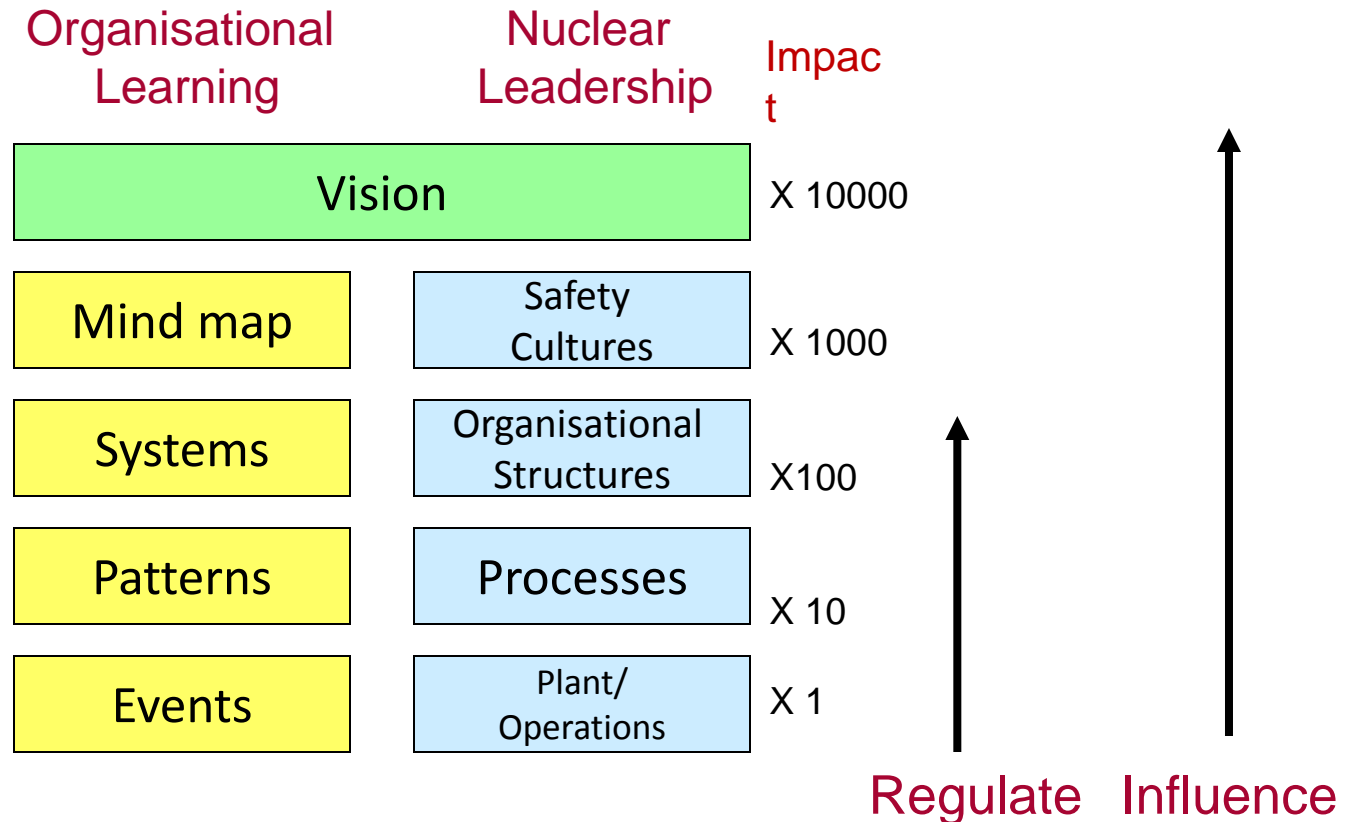 Organisational
Learning
Nuclear
Leadership
Impac
t
Vision
X 10000
Mind map
Safety
Cultures
X 1000
Systems
Organisational
Structures
X100
Patterns
Processes
X 10
Events
Plant/
Operations
X 1
Regulate
Influence